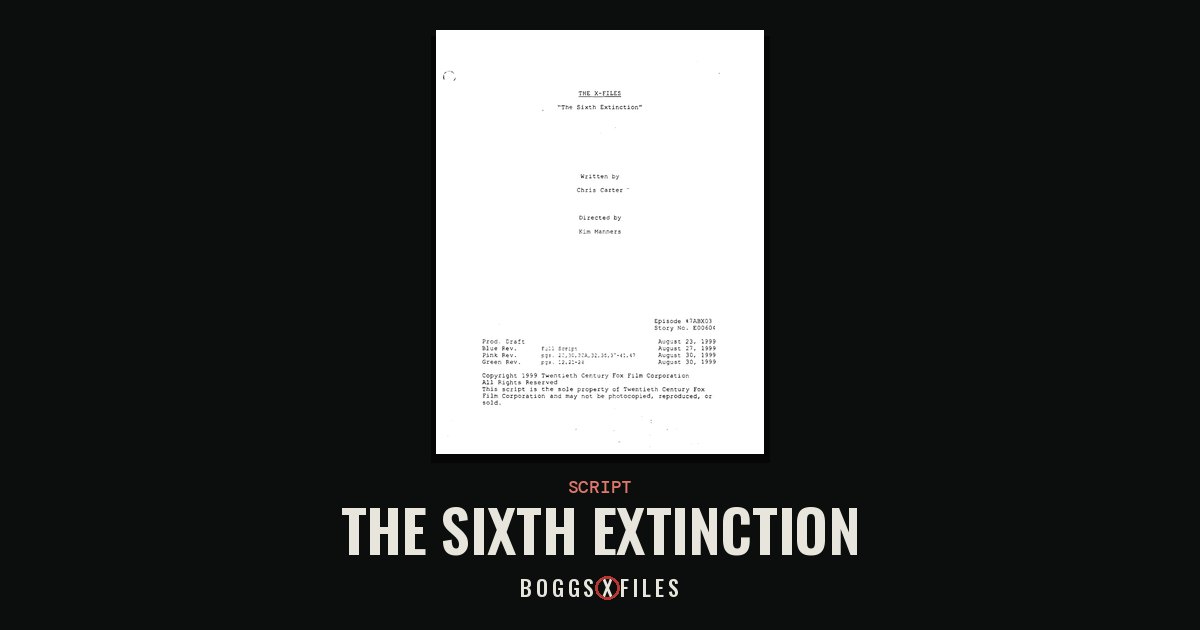 THE X-FILES
"The Sixth Extinction"
Written by
Chris Carter
Directed by
Kim Manners
Episode #7ABX03
Story No.
Prod. Draft August 23, 1999
Blue Rev. Full Script August 27, 1999
Pink Rev. pgs. August 30, 1999
Green Rev. pgs. August 30, 1999
Copyright 1999 Twentieth Century Fox Film Corporation
All Rights Reserved
This script is the sole property of Twentieth Century Fox
Film Corporation and may not be photocopied, reproduced, or
sold.
SCRIPT
THE SIXTH EXTINCTION
BOGGS X FILES